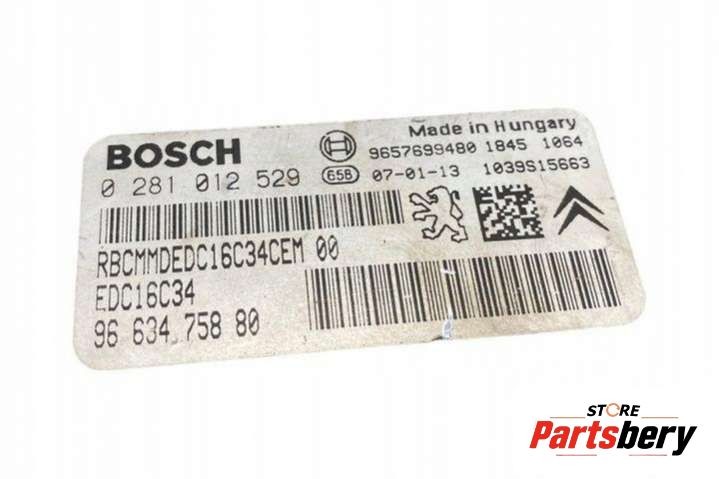 Made in Hungary
BOSCH
9657699480 1845 1064
0 281 012 529
65B
07-01-13
1039S15663
RBCMMDEDC16C34CEM 00
EDC16C34
96 634 758 80
STORE
Partsbery